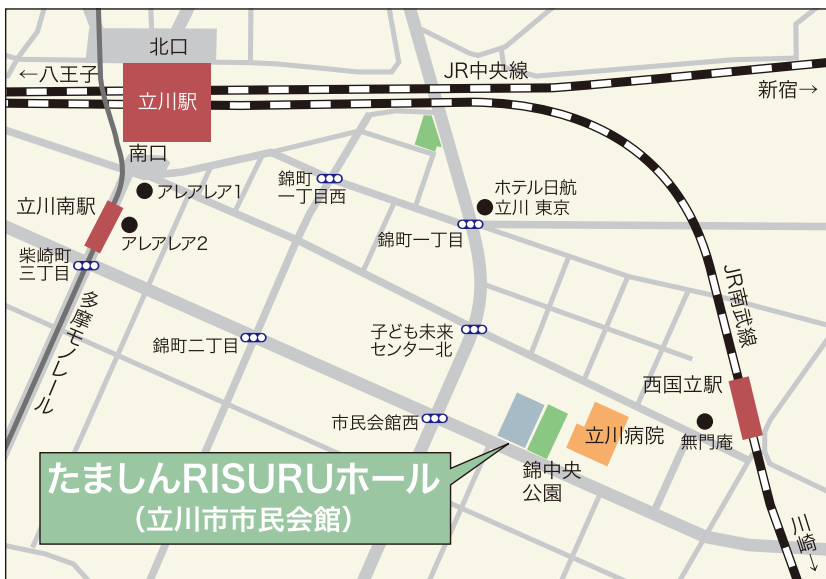 北口
←八王子
JR中央線
新宿→
立川駅
南口
アレアレア1
錦町
一丁目西
ホテル日航
立川 東京
立川南駅
アレアレア2
錦町一丁目
柴崎町
三丁目
多摩モノレール
JR南武線
錦町二丁目
子ども未来
センター北
西国立駅
市民会館西
立川病院
無門庵
錦中央
公園
たましんRISURUホール
（立川市市民会館）
川崎→